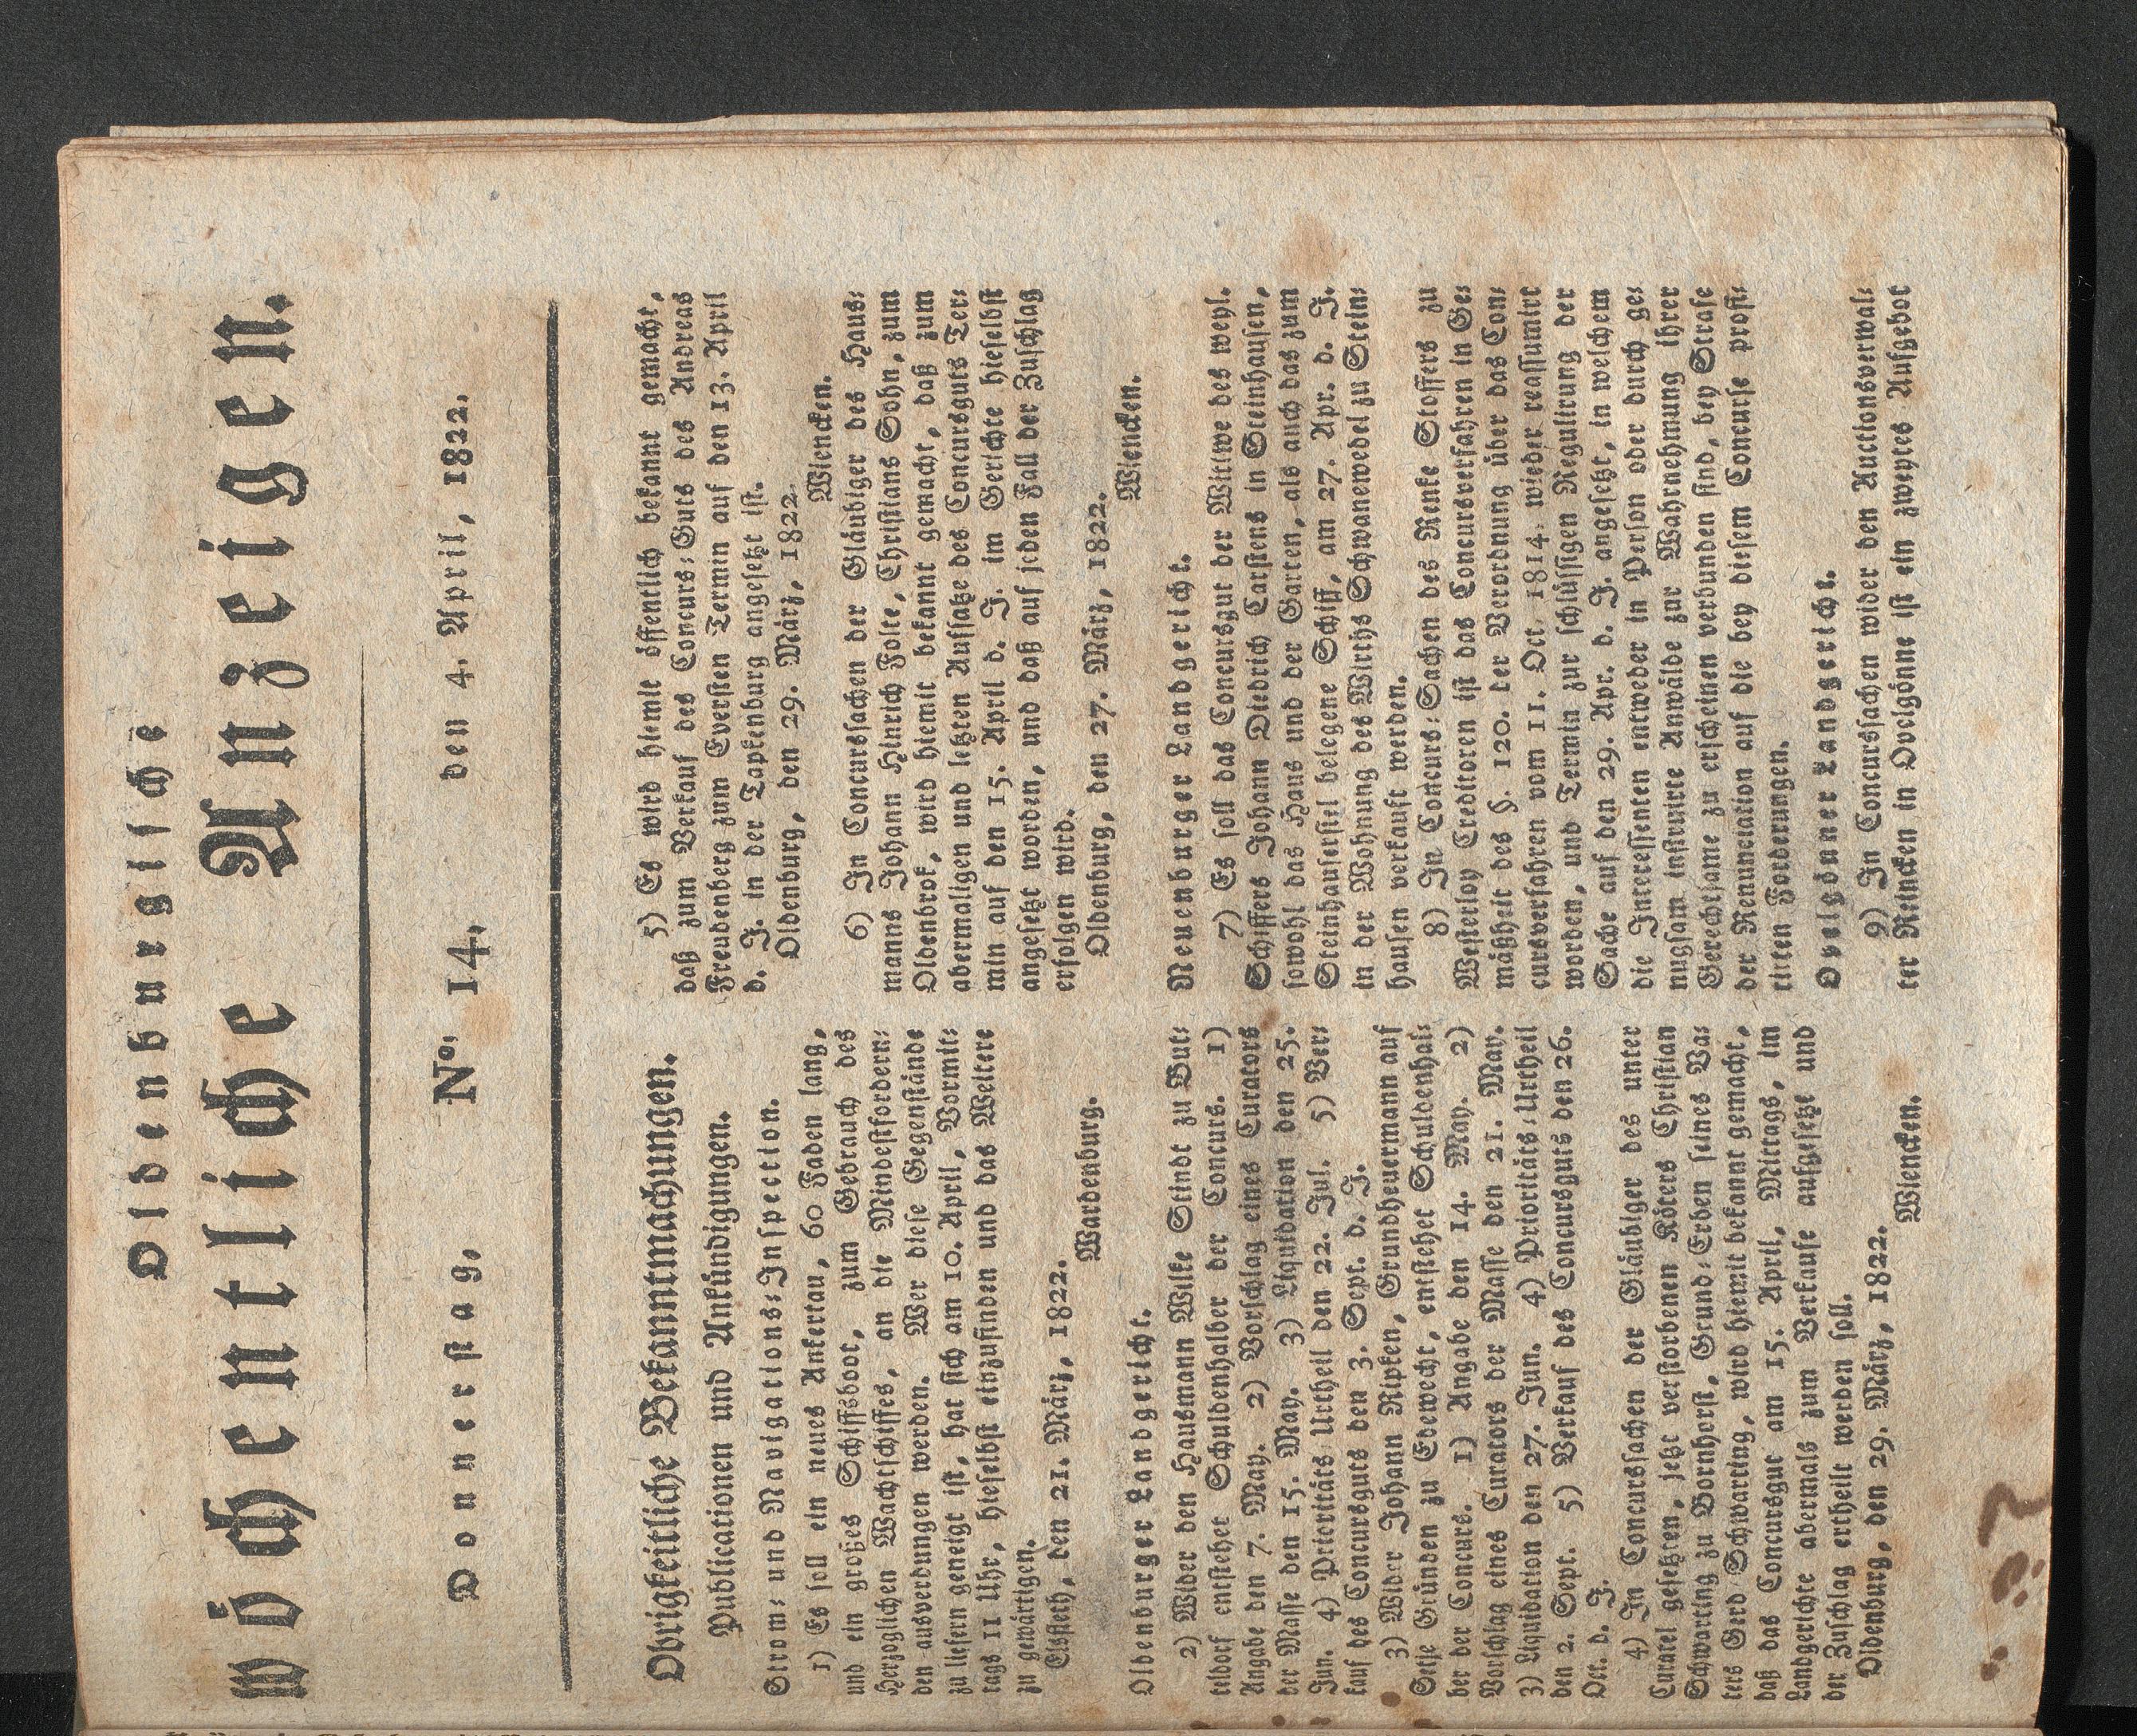 Oldenburgische
wöchentliche Anzeigen.
Donnerstag, No. 14. den 4. April, 1822.
Obrigkeitliche Bekanntmachungen.
Publicationen und Ankündigungen.
Strom- und Navigations-Inspection.
1) Es soll ein neues Ankertau, 60 Faden lang,
und ein großes Schiffsboot, zum Gebrauch des
Herzoglichen Wachtschiffes, an die Mindestfordern-
den ausverdungen werden. Wer diese Gegenstände
zu liefern geneigt ist, hat sich am 10. April, Vormit-
tags 11 Uhr, hieselbst einzufinden und das Weitere
zu gewärtigen.
Elsfleth, den 21. März, 1822.
Wardenburg.
Oldenburger Landgericht.
2) Wider den Hausmann Wilke Stindt zu But-
teldorf entstehet Schuldenhalber der Concurs. 1)
Angabe den 7. May. 2) Vorschlag eines Curators
der Masse den 15. May. 3) Liquidation den 25.
Jun. 4) Prioritäts-Urtheil den 22. Jul. 5) Ver-
kauf des Concursguts den 3. Sept. d. J.
3) Wider Johann Ripken, Grundheuermann auf
Oetje Gründen zu Edewecht, entstehet Schuldenhal-
ber der Concurs. 1) Angabe den 14. May. 2)
Vorschlag eines Curators der Masse den 21. May.
3) Liquidation den 27. Jun. 4) Prioritäts-Urtheil
den 2. Sept. 5) Verkauf des Concursguts den 26.
Oct. d. J.
4) In Concurssachen der Gläubiger des unter
Curatel gesetzten, jetzt verstorbenen Köters Christian
Schwarting zu Bornhorst, Grund-Erben seines Va-
ters Gerd Schwarting, wird hiemit bekannt gemacht,
daß das Concursgut am 15. April, Mittags, im
Landgerichte abermals zum Verkaufe aufgesetzt und
der Zuschlag ertheilt werden soll.
Oldenburg, den 29. März, 1822.
Wiencken.
5) Es wird hiemit öffentlich bekannt gemacht,
daß zum Verkauf des Concurs-Guts des Andreas
Freudenberg zum Eversten Termin auf den 13. April
d. J. in der Tapkenburg angesetzt ist.
Oldenburg, den 29. März, 1822.
Wiencken.
6) In Concurssachen der Gläubiger des Haus-
manns Johann Hinrich Folte, Christians Sohn, zum
Oldenbrok, wird hiemit bekannt gemacht, daß zum
abermaligen und letzten Aufsatze des Concursguts Ter-
min auf den 15. April d. J. im Gerichte hieselbst
angesetzt worden, und daß auf jeden Fall der Zuschlag
erfolgen wird.
Oldenburg, den 27. März, 1822.
Wiencken.
Neuenburger Landgericht.
7) Es soll das Concursgut der Wittwe des weyl.
Schiffers Johann Diedrich Carstens in Steinhausen,
sowohl das Haus und der Garten, als auch das zum
Steinhausersiel belegene Schiff, am 27. Apr. d. J.
in der Wohnung des Wirths Schwanewedel zu Stein-
hausen verkauft werden.
8) In Concurs-Sachen des Renke Stoffers zu
Westerloy Creditoren ist das Concursverfahren in Ge-
mäßheit des §. 120. der Verordnung über das Con-
cursverfahren vom 11. Oct. 1814. wieder reassumirt
worden, und Termin zur schlüssigen Regulirung der
Sache auf den 29. Apr. d. J. angesetzt, in welchem
die Interessenten entweder in Person oder durch ge-
nugsam instruirte Anwälde zur Wahrnehmung ihrer
Gerechtsame zu erscheinen verbunden sind, bey Strafe
der Renunciation auf die bey diesem Concurse profi-
tirten Forderungen.
Ovelgönner Landgericht.
9) In Concurssachen wider den Auctionsverwal-
ter Reincken in Ovelgönne ist ein zweytes Aufgebot